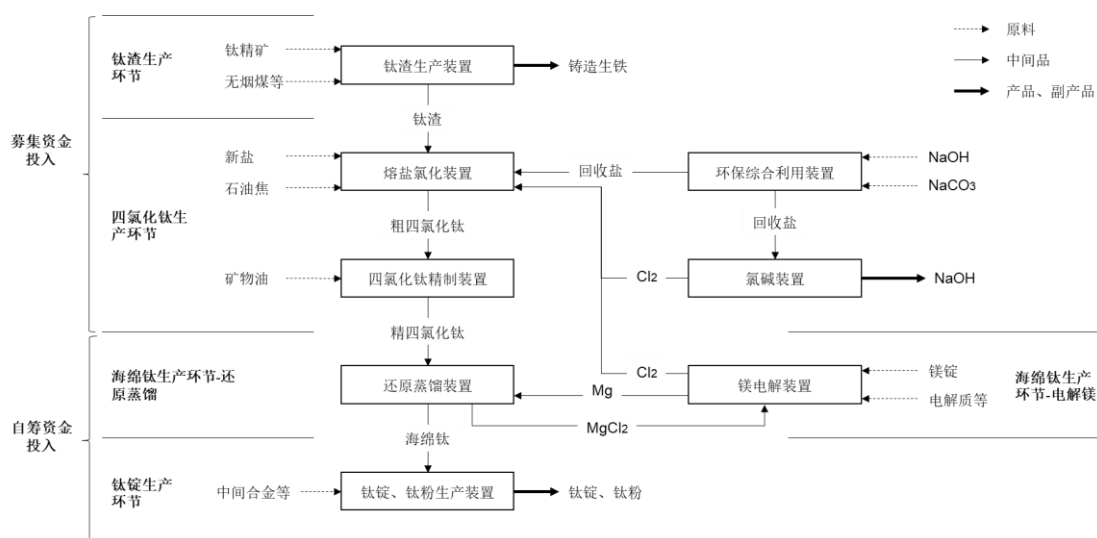 原料
中间品
产品、副产品
募集资金
投入
钛渣生产
环节
钛精矿
无烟煤等
钛渣生产装置
铸造生铁
钛渣
四氯化钛生
产环节
新盐
石油焦
熔盐氯化装置
回收盐
环保综合利用装置
NaOH
NaCO3
粗四氯化钛
回收盐
矿物油
四氯化钛精制装置
Cl2
氯碱装置
NaOH
精四氯化钛
自筹资金
投入
海绵钛生产环节-还
原蒸馏
还原蒸馏装置
Cl2
Mg
MgCl2
镁电解装置
镁锭
电解质等
海绵钛生产
环节-电解镁
海绵钛
钛锭生产
环节
中间合金等
钛锭、钛粉生产装置
钛锭、钛粉